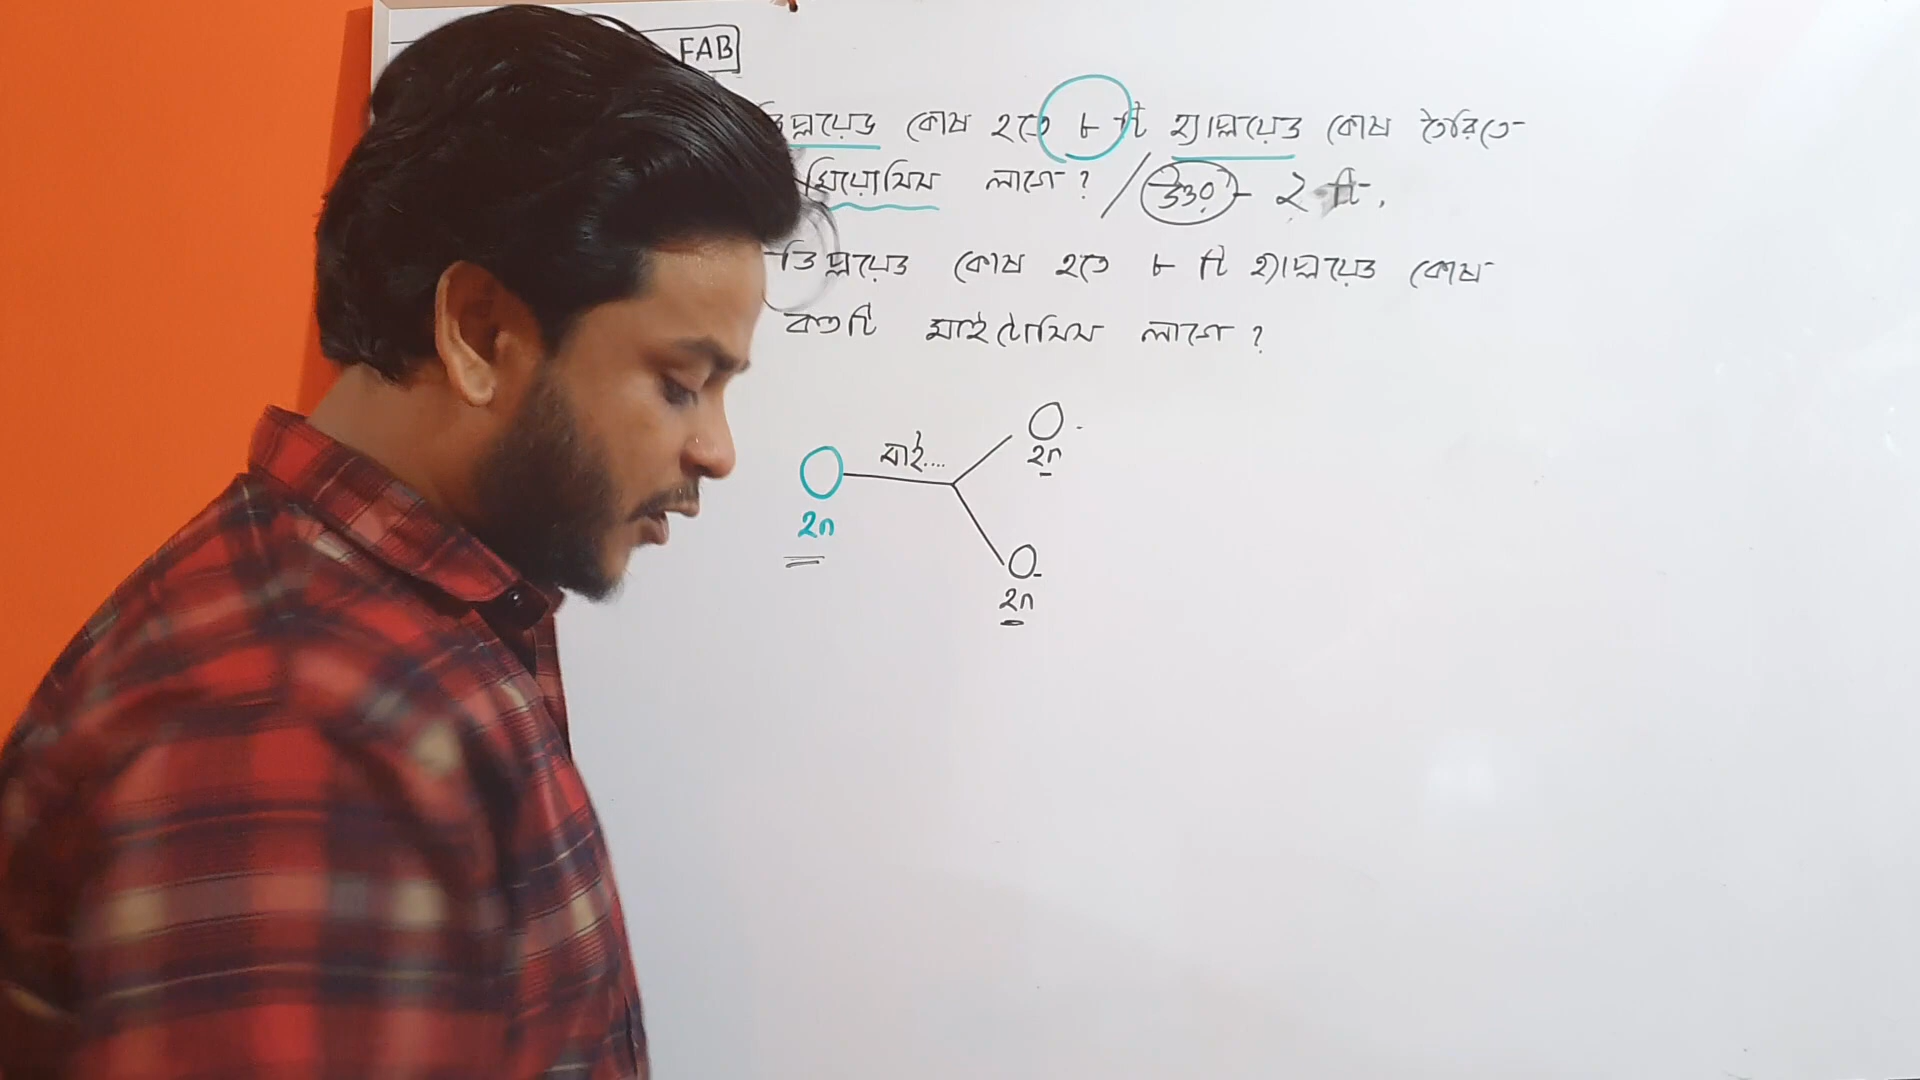 FAB
ডিপ্লয়েড কোষ হতে ৮ টি হ্যাপ্লয়েড কোষ তৈরিতে
মিয়োসিস লাগে ? / উত্তর - ২ টি.
ডিপ্লয়েড কোষ হতে ৮ টি হ্যাপ্লয়েড কোষ
কতটি মাইটোসিস লাগে ?
মাই....
2n
2n
2n